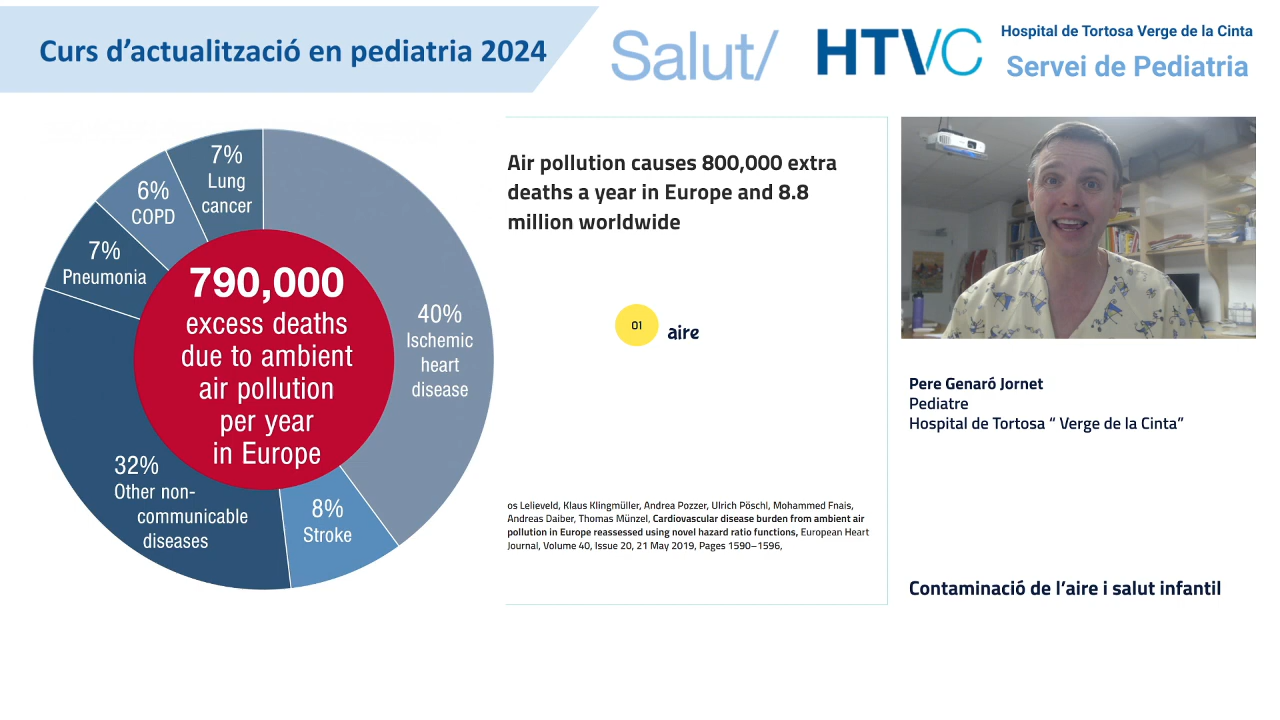 Curs d’actualització en pediatria 2024
Salut/
HTVC
Hospital de Tortosa Verge de la Cinta
Servei de Pediatria
7%
Lung
cancer
6%
COPD
7%
Pneumonia
40%
Ischemic
heart
disease
32%
Other non-
communicable
diseases
8%
Stroke
790,000
excess deaths
due to ambient
air pollution
per year
in Europe
Air pollution causes 800,000 extra
deaths a year in Europe and 8.8
million worldwide
01
aire
os Lelieveld, Klaus Klingmüller, Andrea Pozzer, Ulrich Pöschl, Mohammed Fnais,
Andreas Daiber, Thomas Münzel, Cardiovascular disease burden from ambient air
pollution in Europe reassessed using novel hazard ratio functions, European Heart
Journal, Volume 40, Issue 20, 21 May 2019, Pages 1590–1596,
Pere Genaró Jornet
Pediatre
Hospital de Tortosa “ Verge de la Cinta”
Contaminació de l’aire i salut infantil